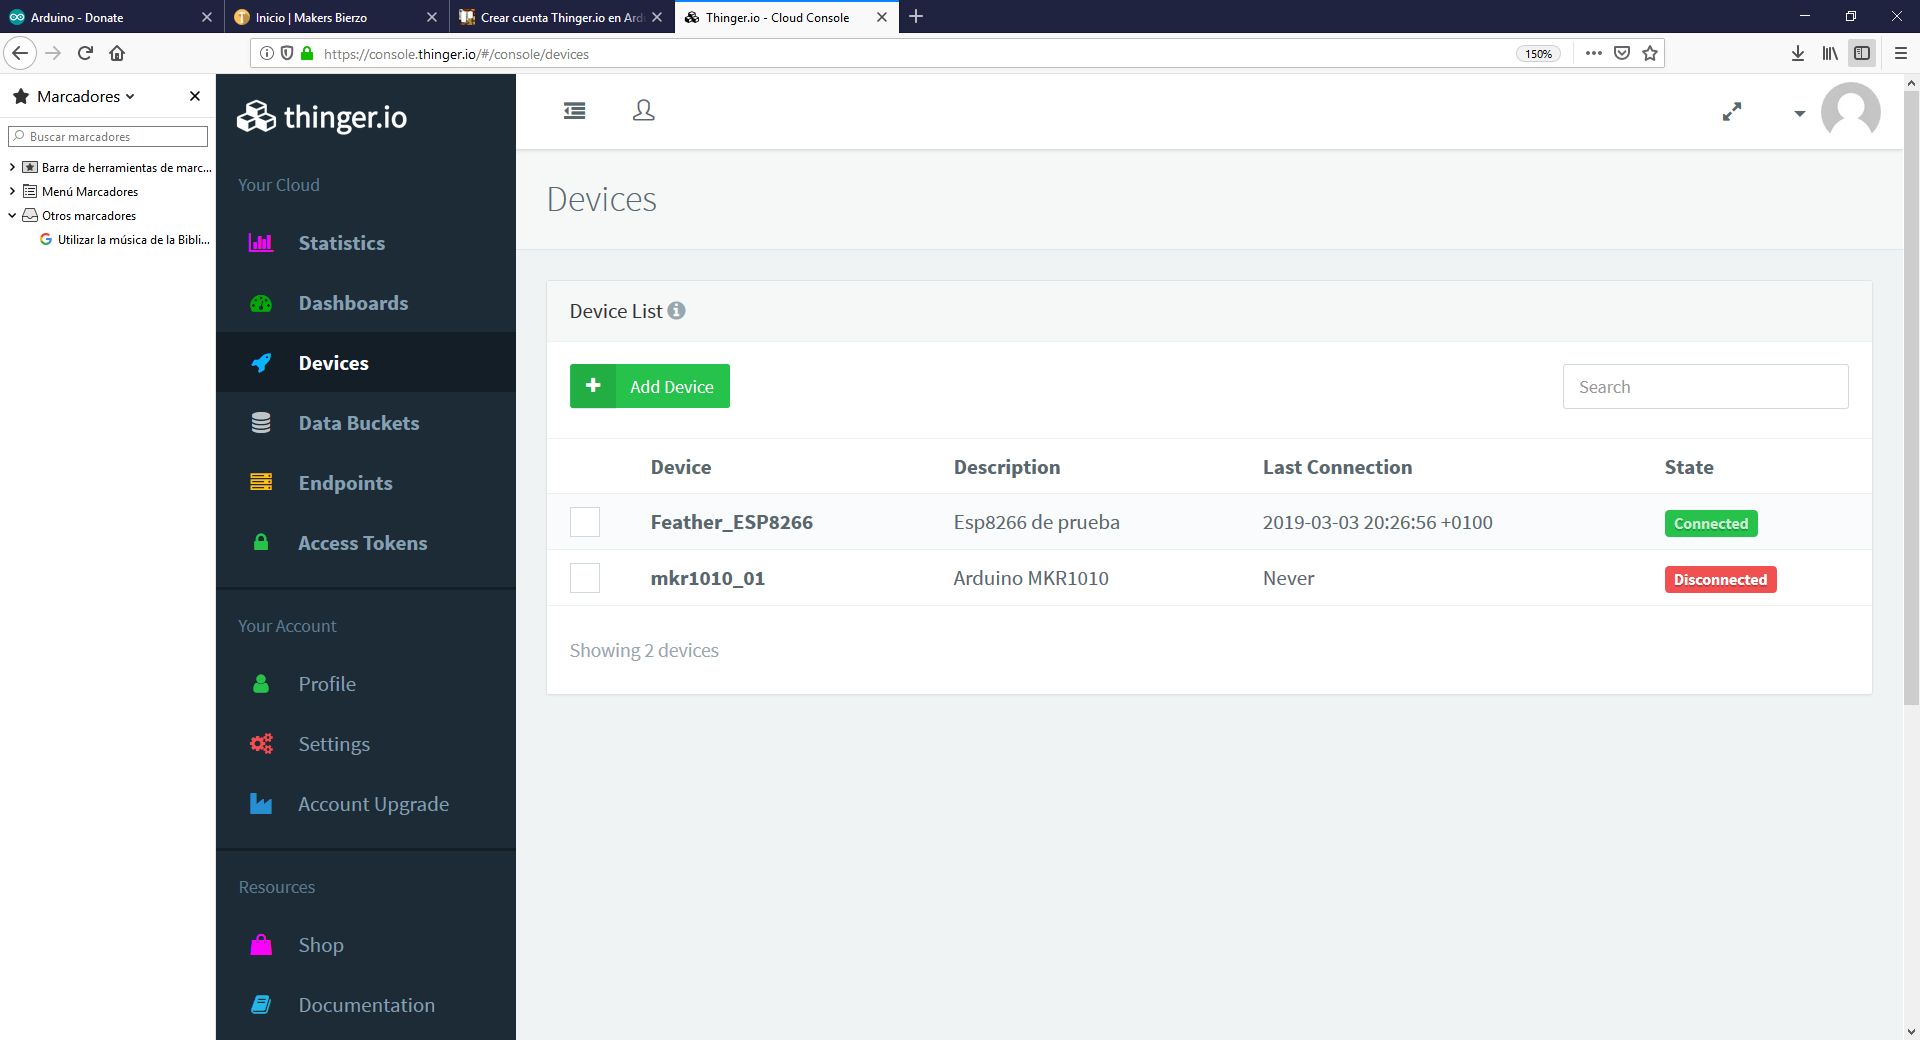 Arduino - Donate
Inicio | Makers Bierzo
Crear cuenta Thinger.io en Ard
Thinger.io - Cloud Console
https://console.thinger.io/#/console/devices
150%
Marcadores
Buscar marcadores
Barra de herramientas de marc...
Menú Marcadores
Otros marcadores
Utilizar la música de la Bibli...
thinger.io
Your Cloud
Statistics
Dashboards
Devices
Data Buckets
Endpoints
Access Tokens
Your Account
Profile
Settings
Account Upgrade
Resources
Shop
Documentation
Devices
Device List
Add Device
Search
Device Description Last Connection State
Feather_ESP8266 Esp8266 de prueba 2019-03-03 20:26:56 +0100 Connected
mkr1010_01 Arduino MKR1010 Never Disconnected
Showing 2 devices